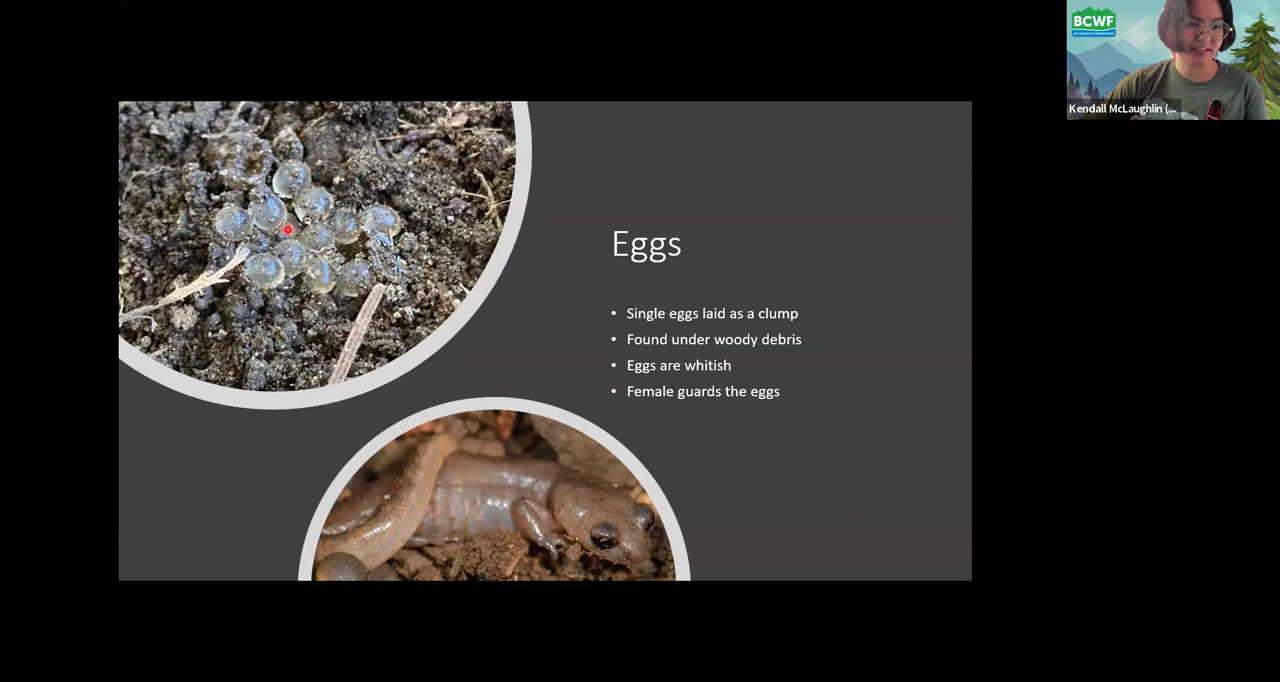 Eggs
• Single eggs laid as a clump
• Found under woody debris
• Eggs are whitish
• Female guards the eggs
BCWF
Kendall McLaughlin (...